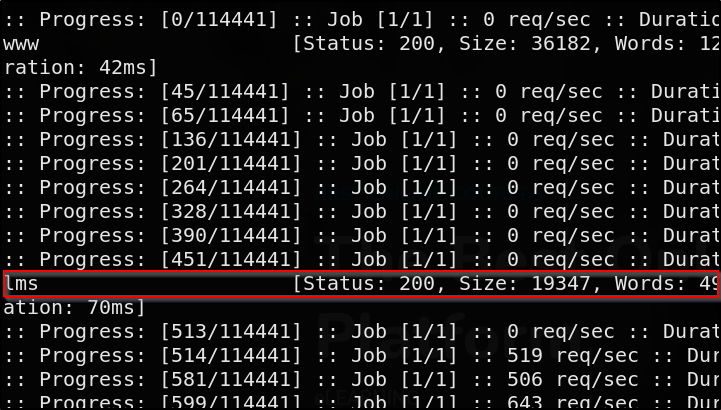 :: Progress: [0/114441] :: Job [1/1] :: 0 req/sec :: Duratio
www [Status: 200, Size: 36182, Words: 12
ration: 42ms]
:: Progress: [45/114441] :: Job [1/1] :: 0 req/sec :: Durati
:: Progress: [65/114441] :: Job [1/1] :: 0 req/sec :: Durati
:: Progress: [136/114441] :: Job [1/1] :: 0 req/sec :: Durat
:: Progress: [201/114441] :: Job [1/1] :: 0 req/sec :: Durat
:: Progress: [264/114441] :: Job [1/1] :: 0 req/sec :: Durat
:: Progress: [328/114441] :: Job [1/1] :: 0 req/sec :: Durat
:: Progress: [390/114441] :: Job [1/1] :: 0 req/sec :: Durat
:: Progress: [451/114441] :: Job [1/1] :: 0 req/sec :: Durat
lms [Status: 200, Size: 19347, Words: 49
ation: 70ms]
:: Progress: [513/114441] :: Job [1/1] :: 0 req/sec :: Durat
:: Progress: [514/114441] :: Job [1/1] :: 519 req/sec :: Dur
:: Progress: [581/114441] :: Job [1/1] :: 506 req/sec :: Dur
:: Progress: [599/114441] :: Job [1/1] :: 643 req/sec :: Dur